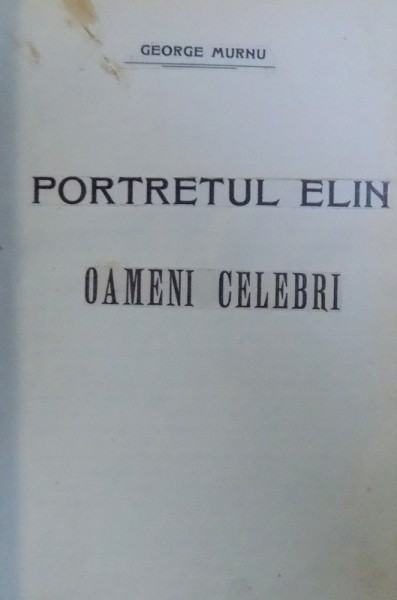 GEORGE MURNU
PORTRETUL ELIN
OAMENI CELEBRI